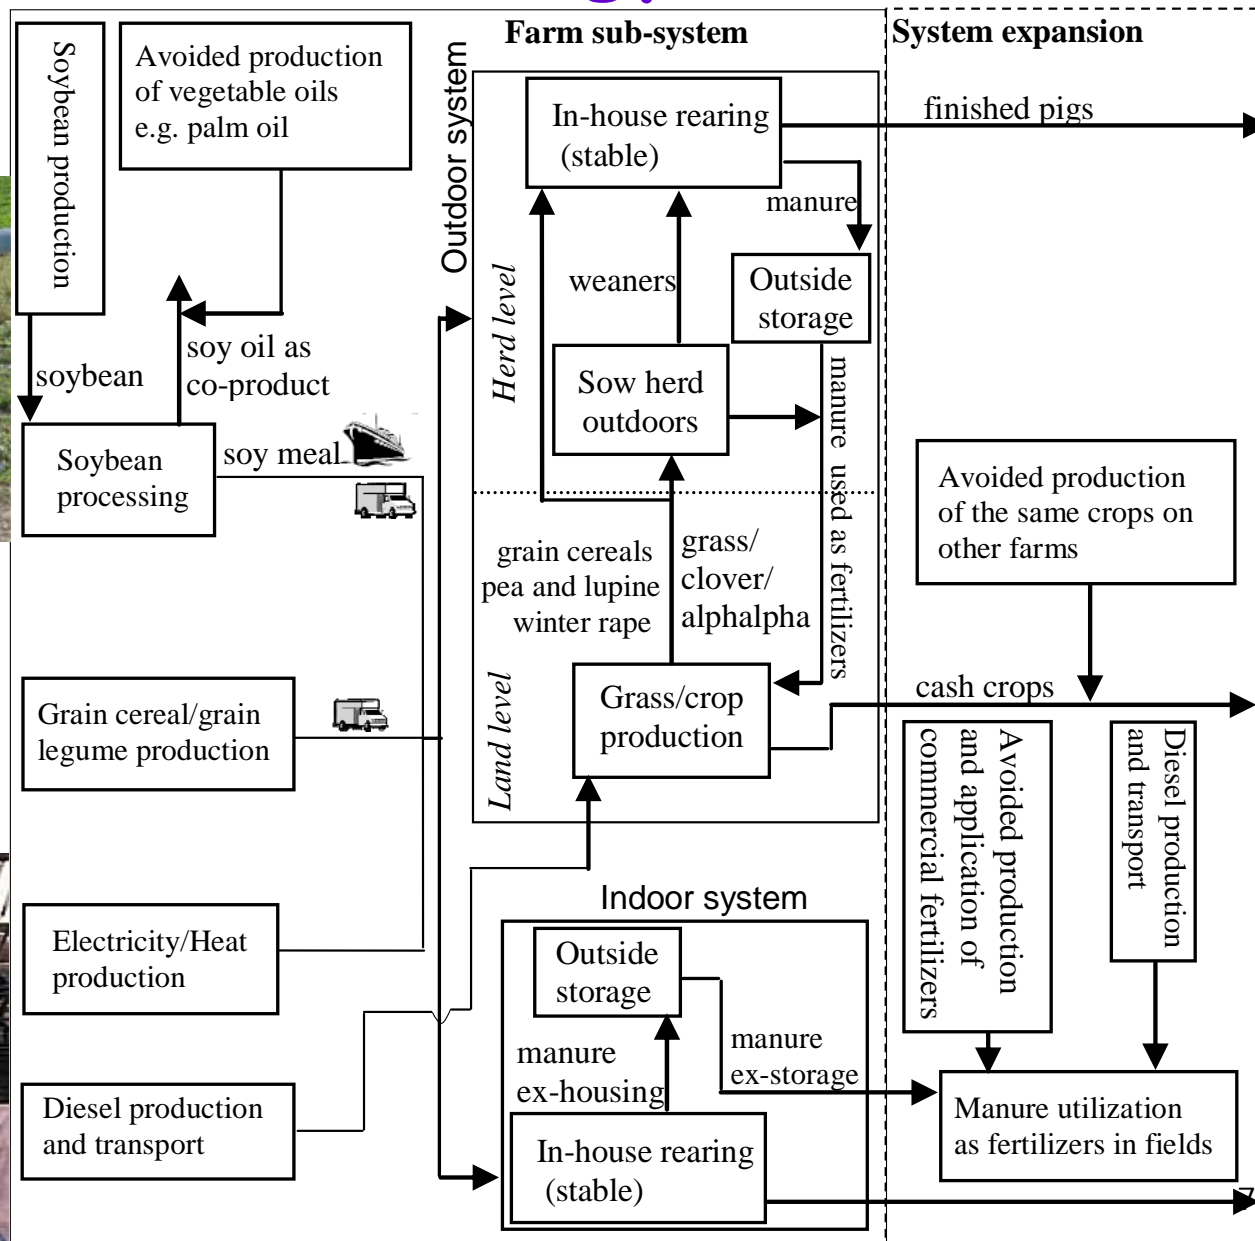 Farm sub-system
System expansion
Soybean production
Avoided production
of vegetable oils
e.g. palm oil
Outdoor system
In-house rearing
(stable)
finished pigs
manure
Herd level
weaners
Outside
storage
soybean
soy oil as
co-product
Sow herd
outdoors
manure used as fertilizers
Soybean
processing
soy meal
Avoided production
of the same crops on
other farms
grain cereals
pea and lupine
winter rape
grass/
clover/
alphalpha
Grain cereal/grain
legume production
Land level
Grass/crop
production
cash crops
Avoided production
and application of
commercial fertilizers
Diesel production
and transport
Electricity/Heat
production
Indoor system
Outside
storage
manure
ex-housing
manure
ex-storage
Diesel production
and transport
In-house rearing
(stable)
Manure utilization
as fertilizers in fields
7